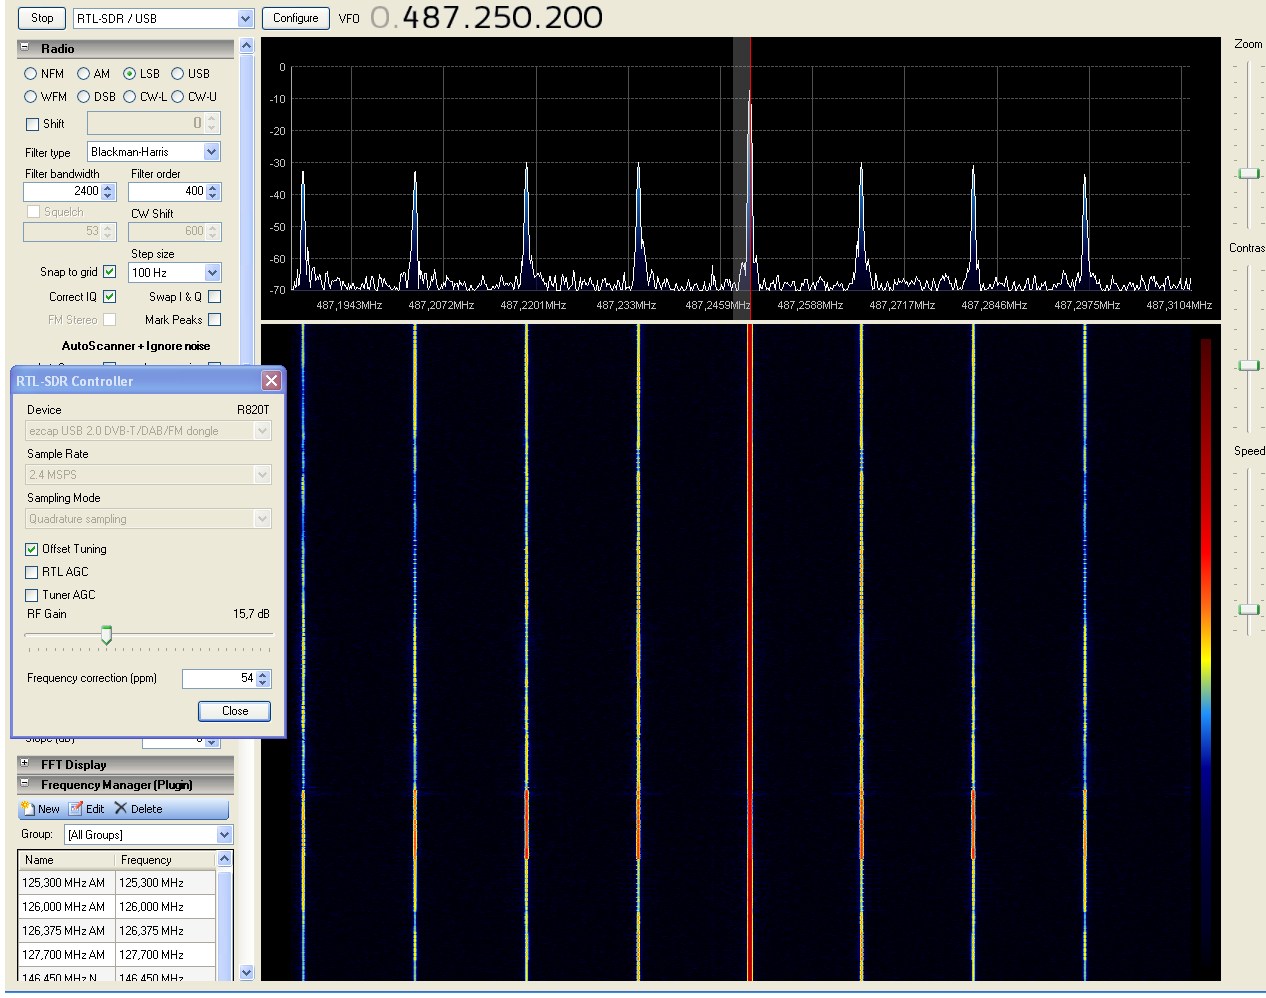 Stop RTL-SDR / USB Configure VFO 0.487.250.200
Radio
NFM AM LSB USB
WFM DSB CW-L CW-U
Shift 0
Filter type Blackman-Harris
Filter bandwidth Filter order
2400 400
Squelch CW Shift
53 600
Step size
Snap to grid 100 Hz
Correct IQ Swap I & Q
FM Stereo Mark Peaks
AutoScanner + Ignore noise
RTL-SDR Controller
Device R820T
ezcap USB 2.0 DVB-T/DAB/FM dongle
Sample Rate
2.4 MSPS
Sampling Mode
Quadrature sampling
Offset Tuning
RTL AGC
Tuner AGC
RF Gain 15,7 dB
Frequency correction (ppm) 54
Close
FFT Display
Frequency Manager (Plugin)
New Edit Delete
Group: [All Groups]
Name Frequency
125,300 MHz AM 125,300 MHz
126,000 MHz AM 126,000 MHz
126,375 MHz AM 126,375 MHz
127,700 MHz AM 127,700 MHz
146,450 MHz N 146,450 MHz
0
-10
-20
-30
-40
-50
-60
-70
487,1943MHz 487,2072MHz 487,2201MHz 487,233MHz 487,2459MHz 487,2588MHz 487,2717MHz 487,2846MHz 487,2975MHz 487,3104MHz
Zoom
Contras
Speed